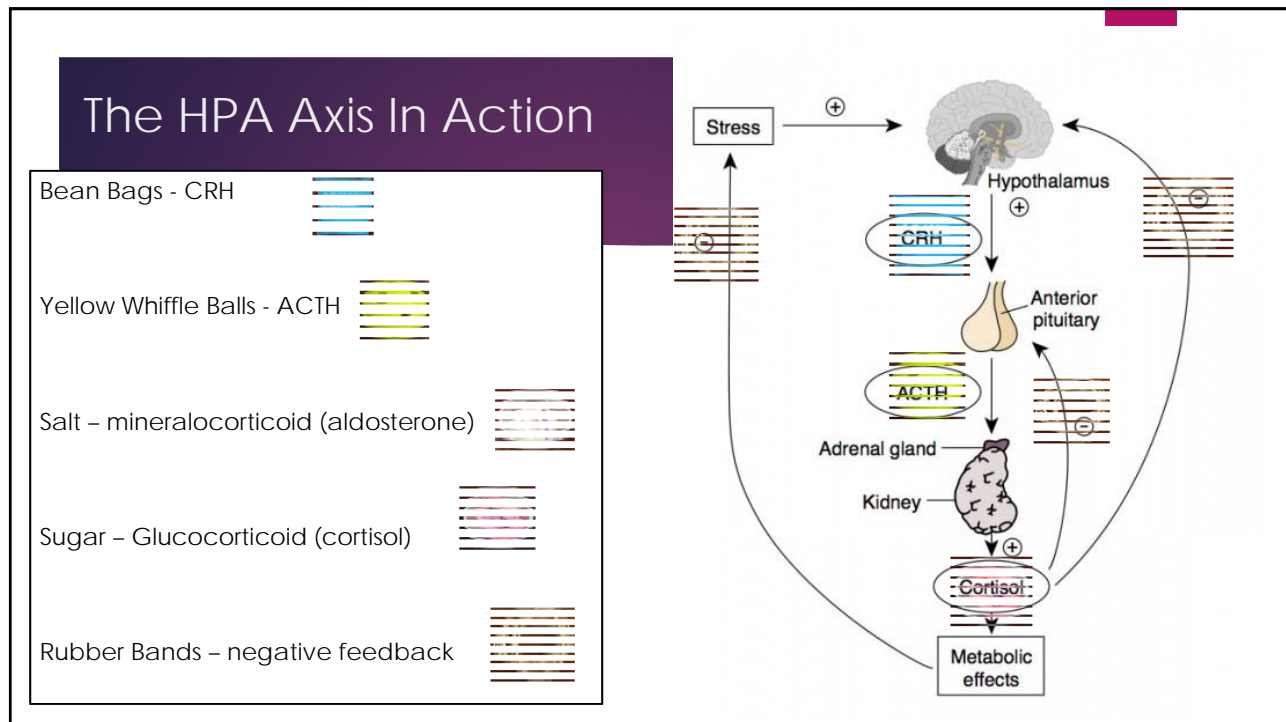 The HPA Axis In Action
Bean Bags - CRH
Yellow Whiffle Balls - ACTH
Salt – mineralocorticoid (aldosterone)
Sugar – Glucocorticoid (cortisol)
Rubber Bands – negative feedback
Stress
+
Hypothalamus
+
−
−
CRH
Anterior
pituitary
ACTH
−
Adrenal gland
Kidney
+
Cortisol
Metabolic
effects